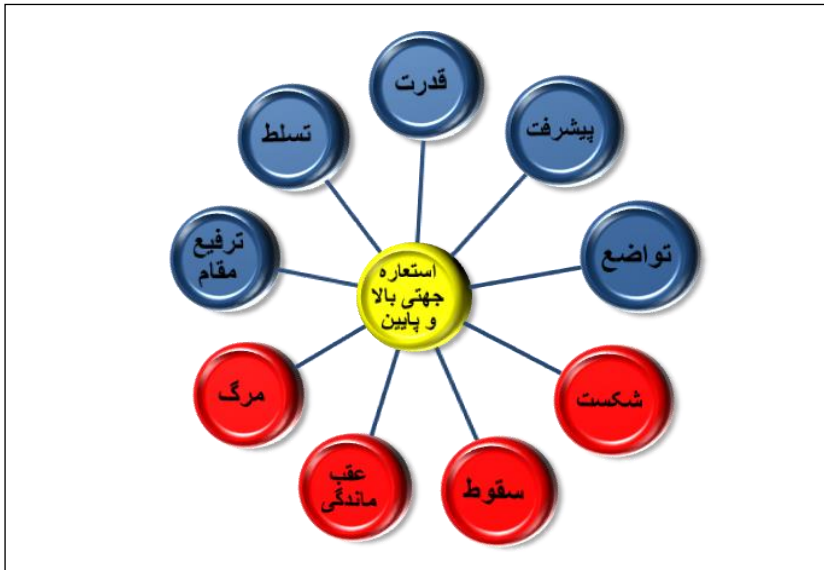 قدرت
پیشرفت
تسلط
تواضع
ترفیع
مقام
استعاره
جهتی بالا
و پایین
مرگ
شکست
عقب
ماندگی
سقوط